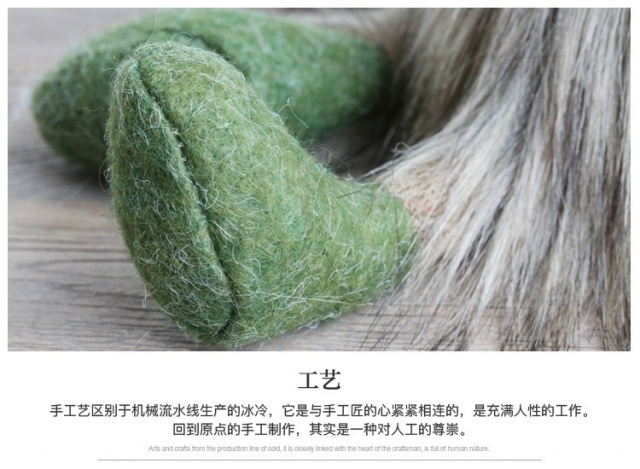 工艺
手工艺区别于机械流水线生产的冰冷，它是与手工匠的心紧紧相连的，是充满人性的工作。
回到原点的手工制作，其实是一种对人工的尊崇。
Arts and crafts from the production line of cold, it is closely linked with the heart of the craftsman, is full of human nature.